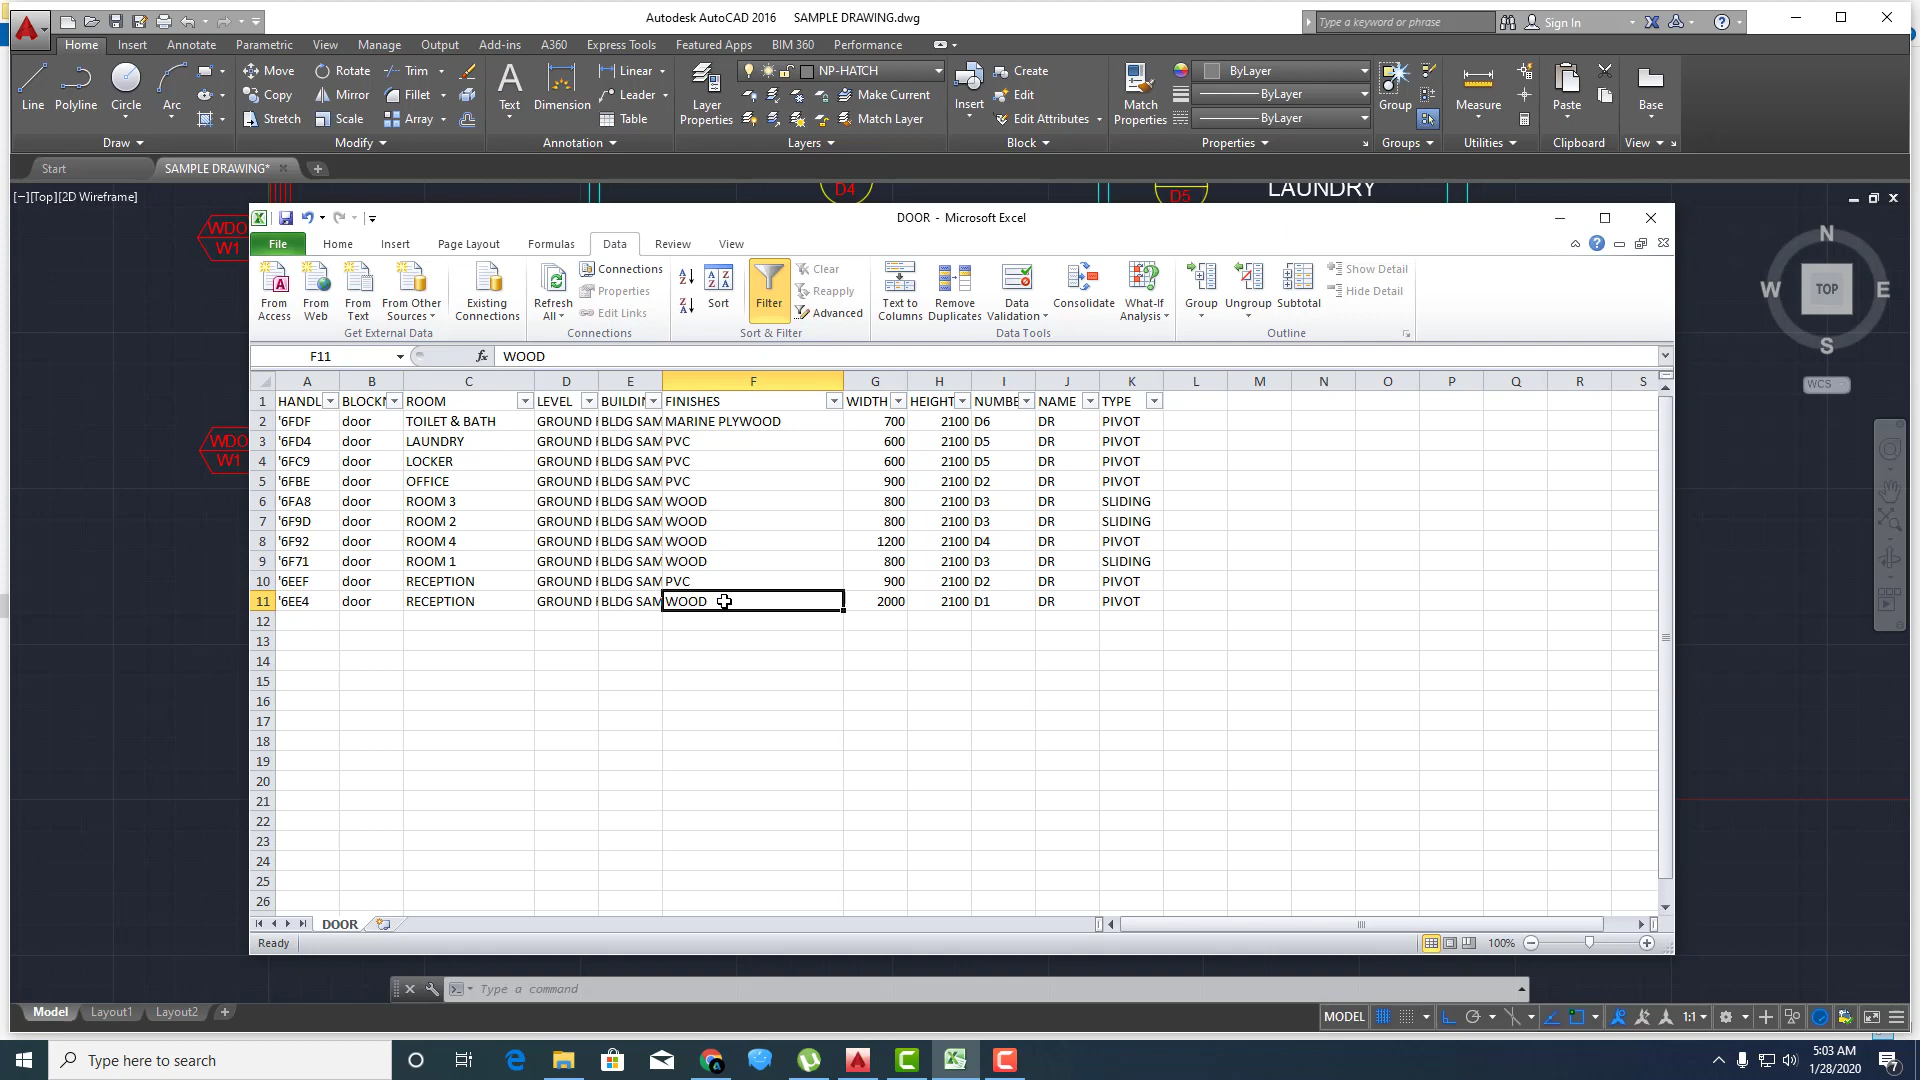 Autodesk AutoCAD 2016 SAMPLE DRAWING.dwg
Type a keyword or phrase
Sign In
Home Insert Annotate Parametric View Manage Output Add-ins A360 Express Tools Featured Apps BIM 360 Performance
Line Polyline Circle Arc
Move Rotate Trim
Copy Mirror Fillet
Stretch Scale Array
Text Dimension
Linear
Leader
Table
Layer Properties
NP-HATCH
Make Current
Match Layer
Insert
Create
Edit
Edit Attributes
Match Properties
ByLayer
ByLayer
ByLayer
Group
Measure
Paste
Base
Draw Modify Annotation Layers Block Properties Groups Utilities Clipboard View
Start SAMPLE DRAWING*
[−][Top][2D Wireframe]
D4 D5 LAUNDRY
WDO
W1
WDO
W1
N
W TOP E
S
WCS
DOOR - Microsoft Excel
File Home Insert Page Layout Formulas Data Review View
From Access From Web From Text From Other Sources Existing Connections
Refresh All
Connections
Properties
Edit Links
Sort
Filter
Clear
Reapply
Advanced
Text to Columns Remove Duplicates Data Validation Consolidate What-If Analysis
Group Ungroup Subtotal
Show Detail
Hide Detail
Get External Data Connections Sort & Filter Data Tools Outline
F11 fx WOOD
A B C D E F G H I J K L M N O P Q R S
1 HANDL BLOCKN ROOM LEVEL BUILDIN FINISHES WIDTH HEIGHT NUMBE NAME TYPE
2 '6FDF door TOILET & BATH GROUND F BLDG SAM MARINE PLYWOOD 700 2100 D6 DR PIVOT
3 '6FD4 door LAUNDRY GROUND F BLDG SAM PVC 600 2100 D5 DR PIVOT
4 '6FC9 door LOCKER GROUND F BLDG SAM PVC 600 2100 D5 DR PIVOT
5 '6FBE door OFFICE GROUND F BLDG SAM PVC 900 2100 D2 DR PIVOT
6 '6FA8 door ROOM 3 GROUND F BLDG SAM WOOD 800 2100 D3 DR SLIDING
7 '6F9D door ROOM 2 GROUND F BLDG SAM WOOD 800 2100 D3 DR SLIDING
8 '6F92 door ROOM 4 GROUND F BLDG SAM WOOD 1200 2100 D4 DR PIVOT
9 '6F71 door ROOM 1 GROUND F BLDG SAM WOOD 800 2100 D3 DR SLIDING
10 '6EEF door RECEPTION GROUND F BLDG SAM PVC 900 2100 D2 DR PIVOT
11 '6EE4 door RECEPTION GROUND F BLDG SAM WOOD 2000 2100 D1 DR PIVOT
12
13
14
15
16
17
18
19
20
21
22
23
24
25
26
DOOR
Ready 100%
Type a command
Model Layout1 Layout2
MODEL 1:1
Type here to search
5:03 AM
1/28/2020
7